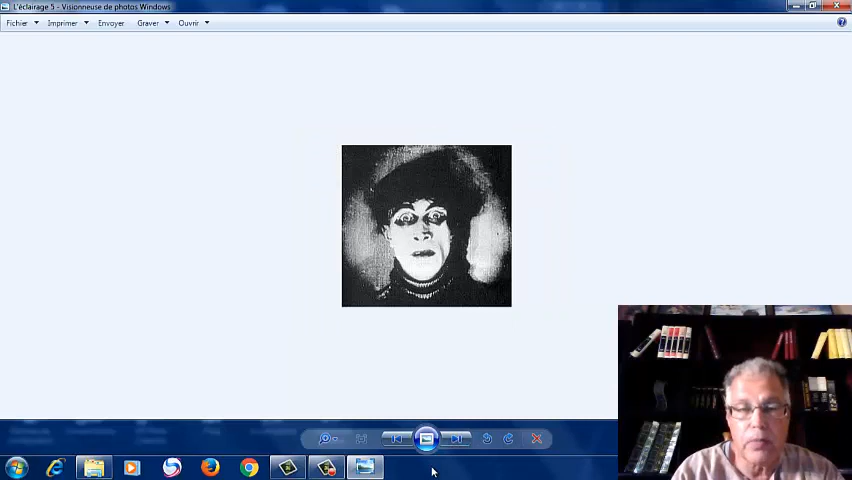 L'éclairage 5 - Visionneuse de photos Windows
Fichier Imprimer Envoyer Graver Ouvrir